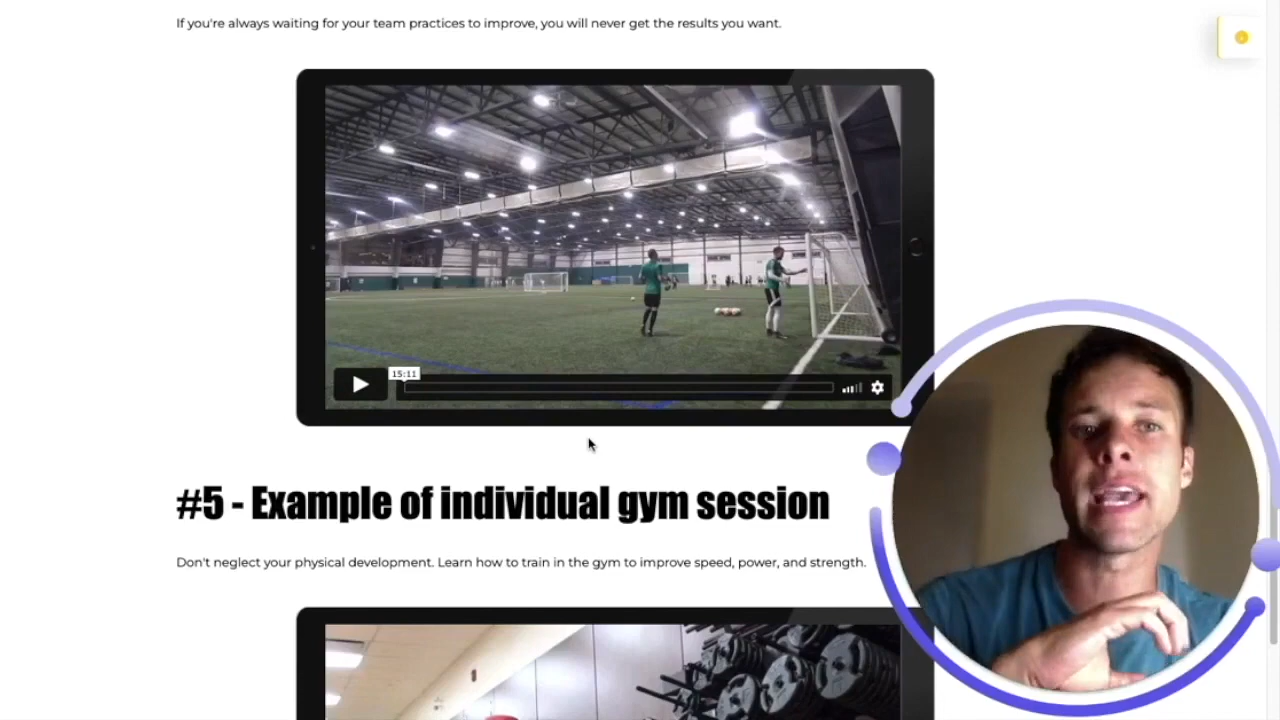 If you're always waiting for your team practices to improve, you will never get the results you want.
15:11
#5 - Example of individual gym session
Don't neglect your physical development. Learn how to train in the gym to improve speed, power, and strength.